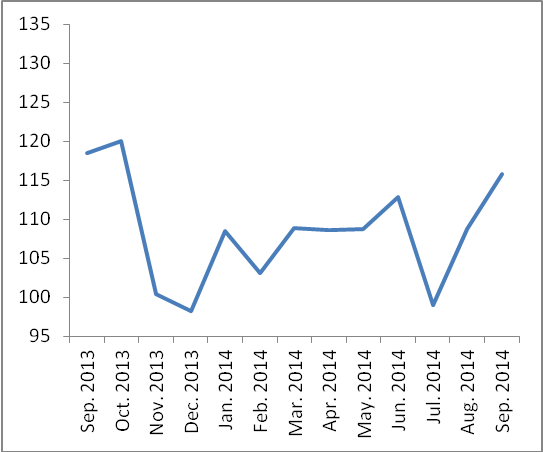 135
130
125
120
115
110
105
100
95
Sep. 2013
Oct. 2013
Nov. 2013
Dec. 2013
Jan. 2014
Feb. 2014
Mar. 2014
Apr. 2014
May. 2014
Jun. 2014
Jul. 2014
Aug. 2014
Sep. 2014